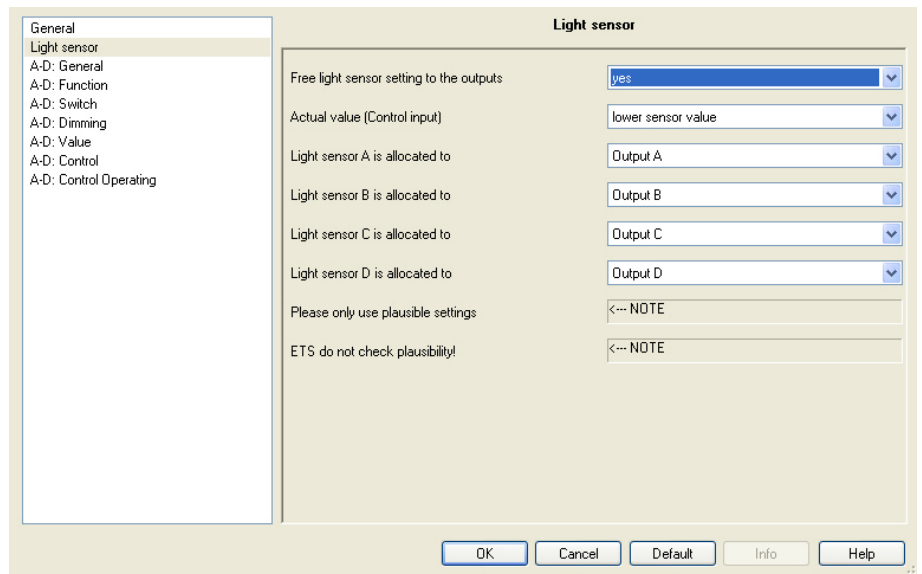 General
Light sensor
A-D: General
A-D: Function
A-D: Switch
A-D: Dimming
A-D: Value
A-D: Control
A-D: Control Operating
Light sensor
Free light sensor setting to the outputs yes
Actual value (Control input) lower sensor value
Light sensor A is allocated to Output A
Light sensor B is allocated to Output B
Light sensor C is allocated to Output C
Light sensor D is allocated to Output D
Please only use plausible settings <--- NOTE
ETS do not check plausibility! <--- NOTE
OK Cancel Default Info Help